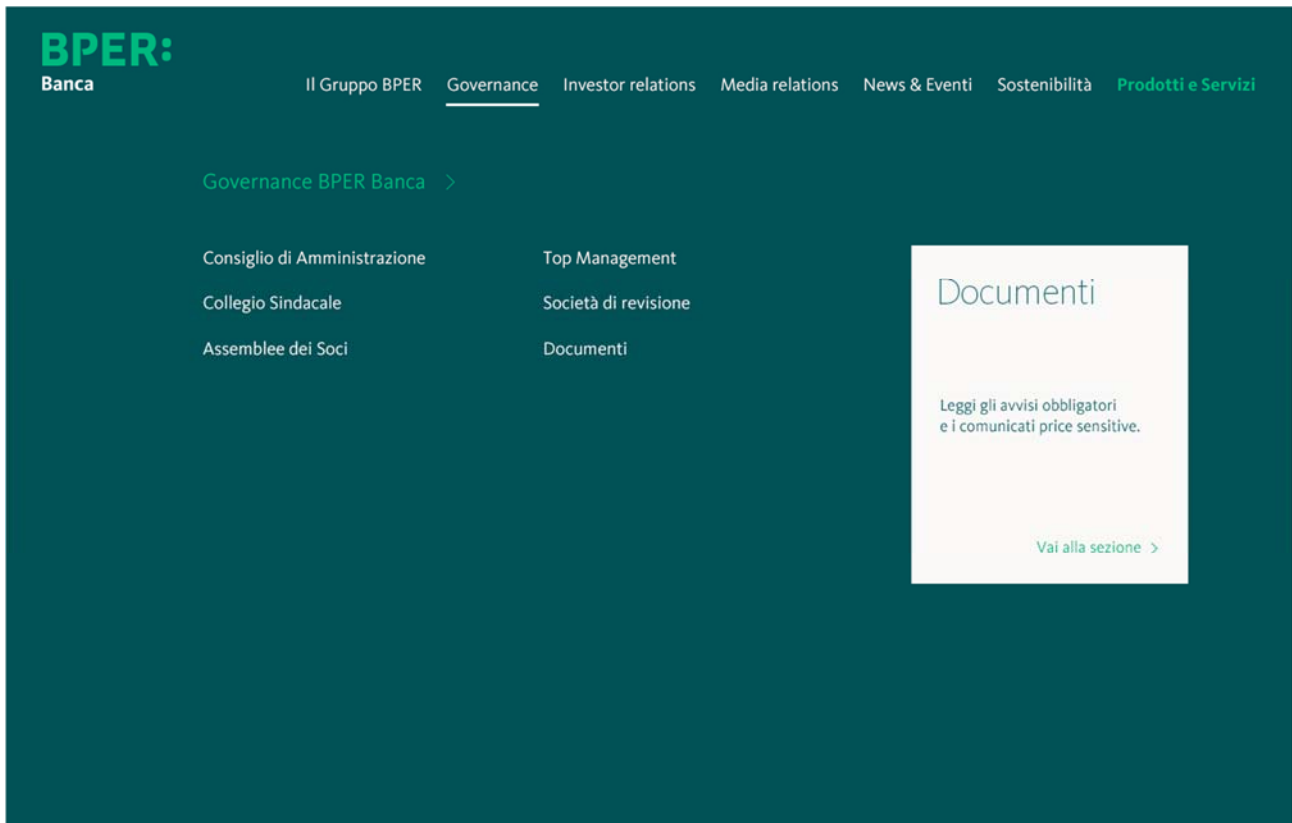 BPER:
Banca
Il Gruppo BPER Governance Investor relations Media relations News & Eventi Sostenibilità Prodotti e Servizi
Governance BPER Banca >
Consiglio di Amministrazione
Collegio Sindacale
Assemblee dei Soci
Top Management
Società di revisione
Documenti
Documenti
Leggi gli avvisi obbligatori
e i comunicati price sensitive.
Vai alla sezione >